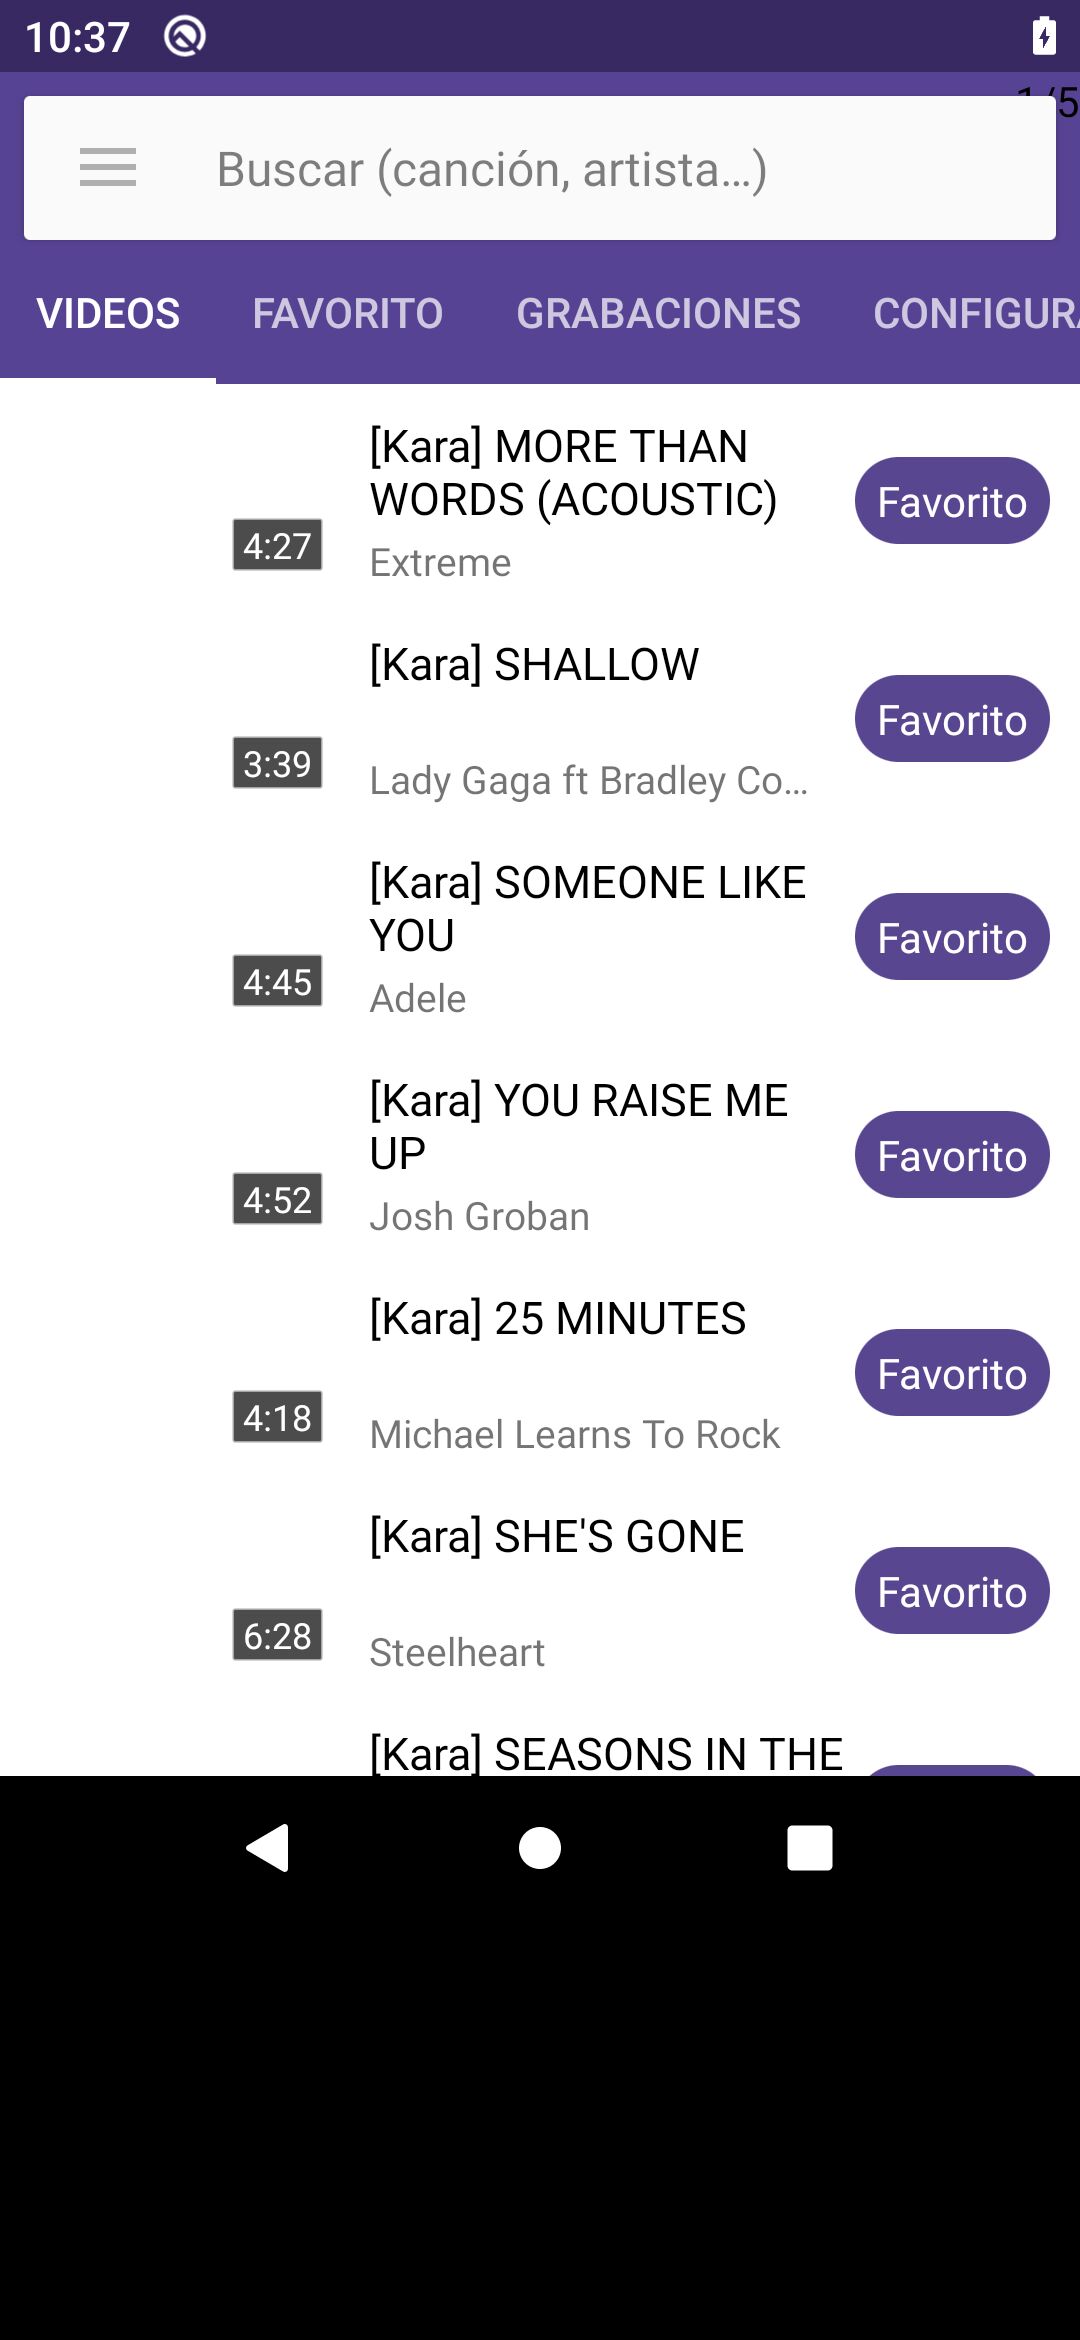 10:37
1/5
Buscar (canción, artista…)
VIDEOS FAVORITO GRABACIONES CONFIGURA
[Kara] MORE THAN
WORDS (ACOUSTIC)
Extreme
4:27
Favorito
[Kara] SHALLOW
Lady Gaga ft Bradley Co…
3:39
Favorito
[Kara] SOMEONE LIKE
YOU
Adele
4:45
Favorito
[Kara] YOU RAISE ME
UP
Josh Groban
4:52
Favorito
[Kara] 25 MINUTES
Michael Learns To Rock
4:18
Favorito
[Kara] SHE'S GONE
Steelheart
6:28
Favorito
[Kara] SEASONS IN THE